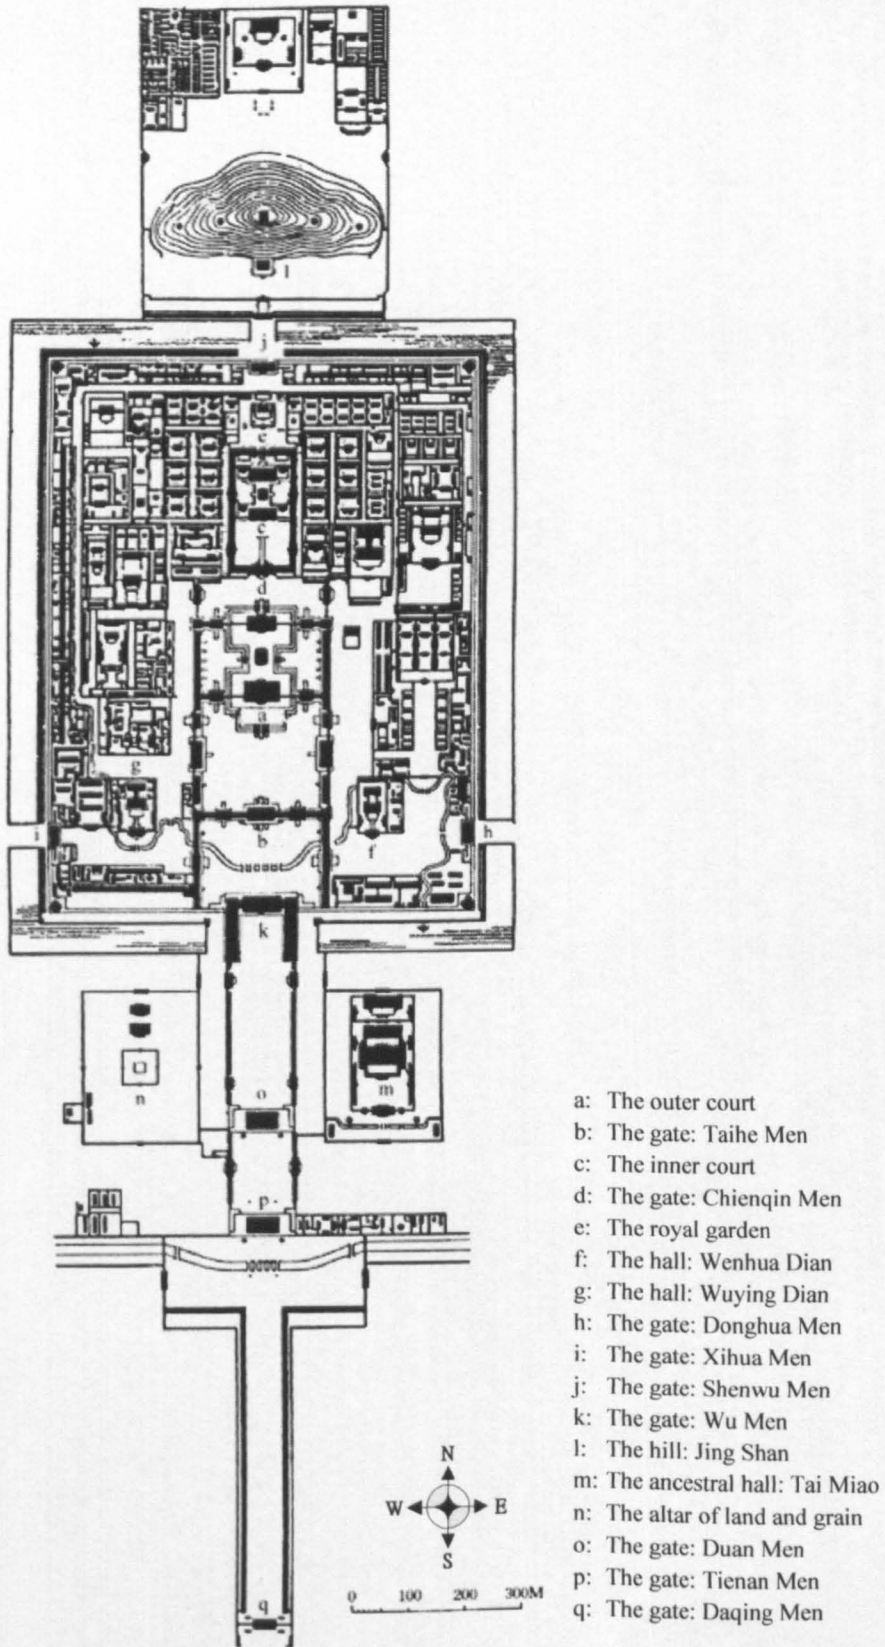 l
j
e
c
d
a
g
i
b
f
h
k
n
o
m
p
q
N
W E
S
0 100 200 300M
a: The outer court
b: The gate: Taihe Men
c: The inner court
d: The gate: Chienqin Men
e: The royal garden
f: The hall: Wenhua Dian
g: The hall: Wuying Dian
h: The gate: Donghua Men
i: The gate: Xihua Men
j: The gate: Shenwu Men
k: The gate: Wu Men
l: The hill: Jing Shan
m: The ancestral hall: Tai Miao
n: The altar of land and grain
o: The gate: Duan Men
p: The gate: Tienan Men
q: The gate: Daqing Men